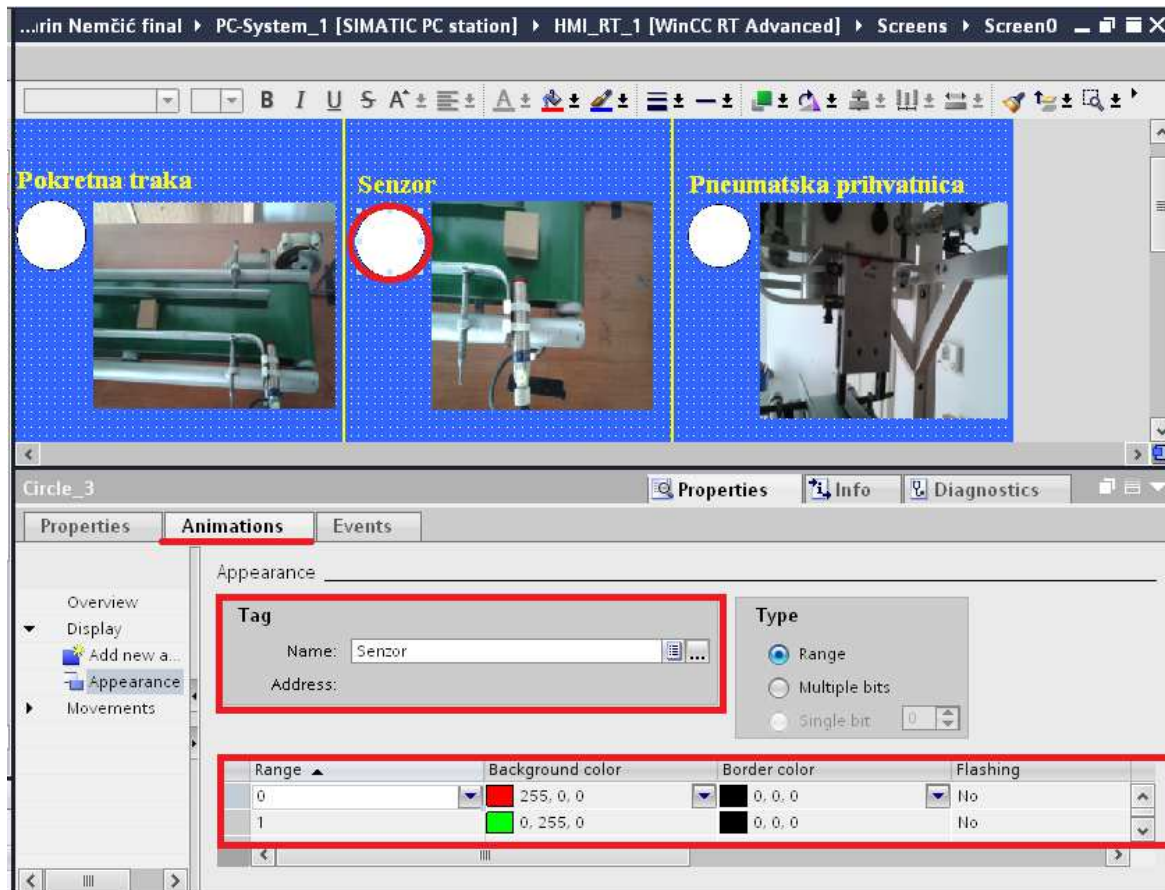 ...ırin Nemčić final ▸ PC-System_1 [SIMATIC PC station] ▸ HMI_RT_1 [WinCC RT Advanced] ▸ Screens ▸ Screen0
B I U S A
Pokretna traka
Senzor
Pneumatska prihvatnica
Circle_3
Properties
Info
Diagnostics
Properties
Animations
Events
Appearance
Overview
Display
Add new a...
Appearance
Movements
Tag
Name: Senzor
Address:
Type
Range
Multiple bits
Single bit 0
Range Background color Border color Flashing
0 255, 0, 0 0, 0, 0 No
1 0, 255, 0 0, 0, 0 No